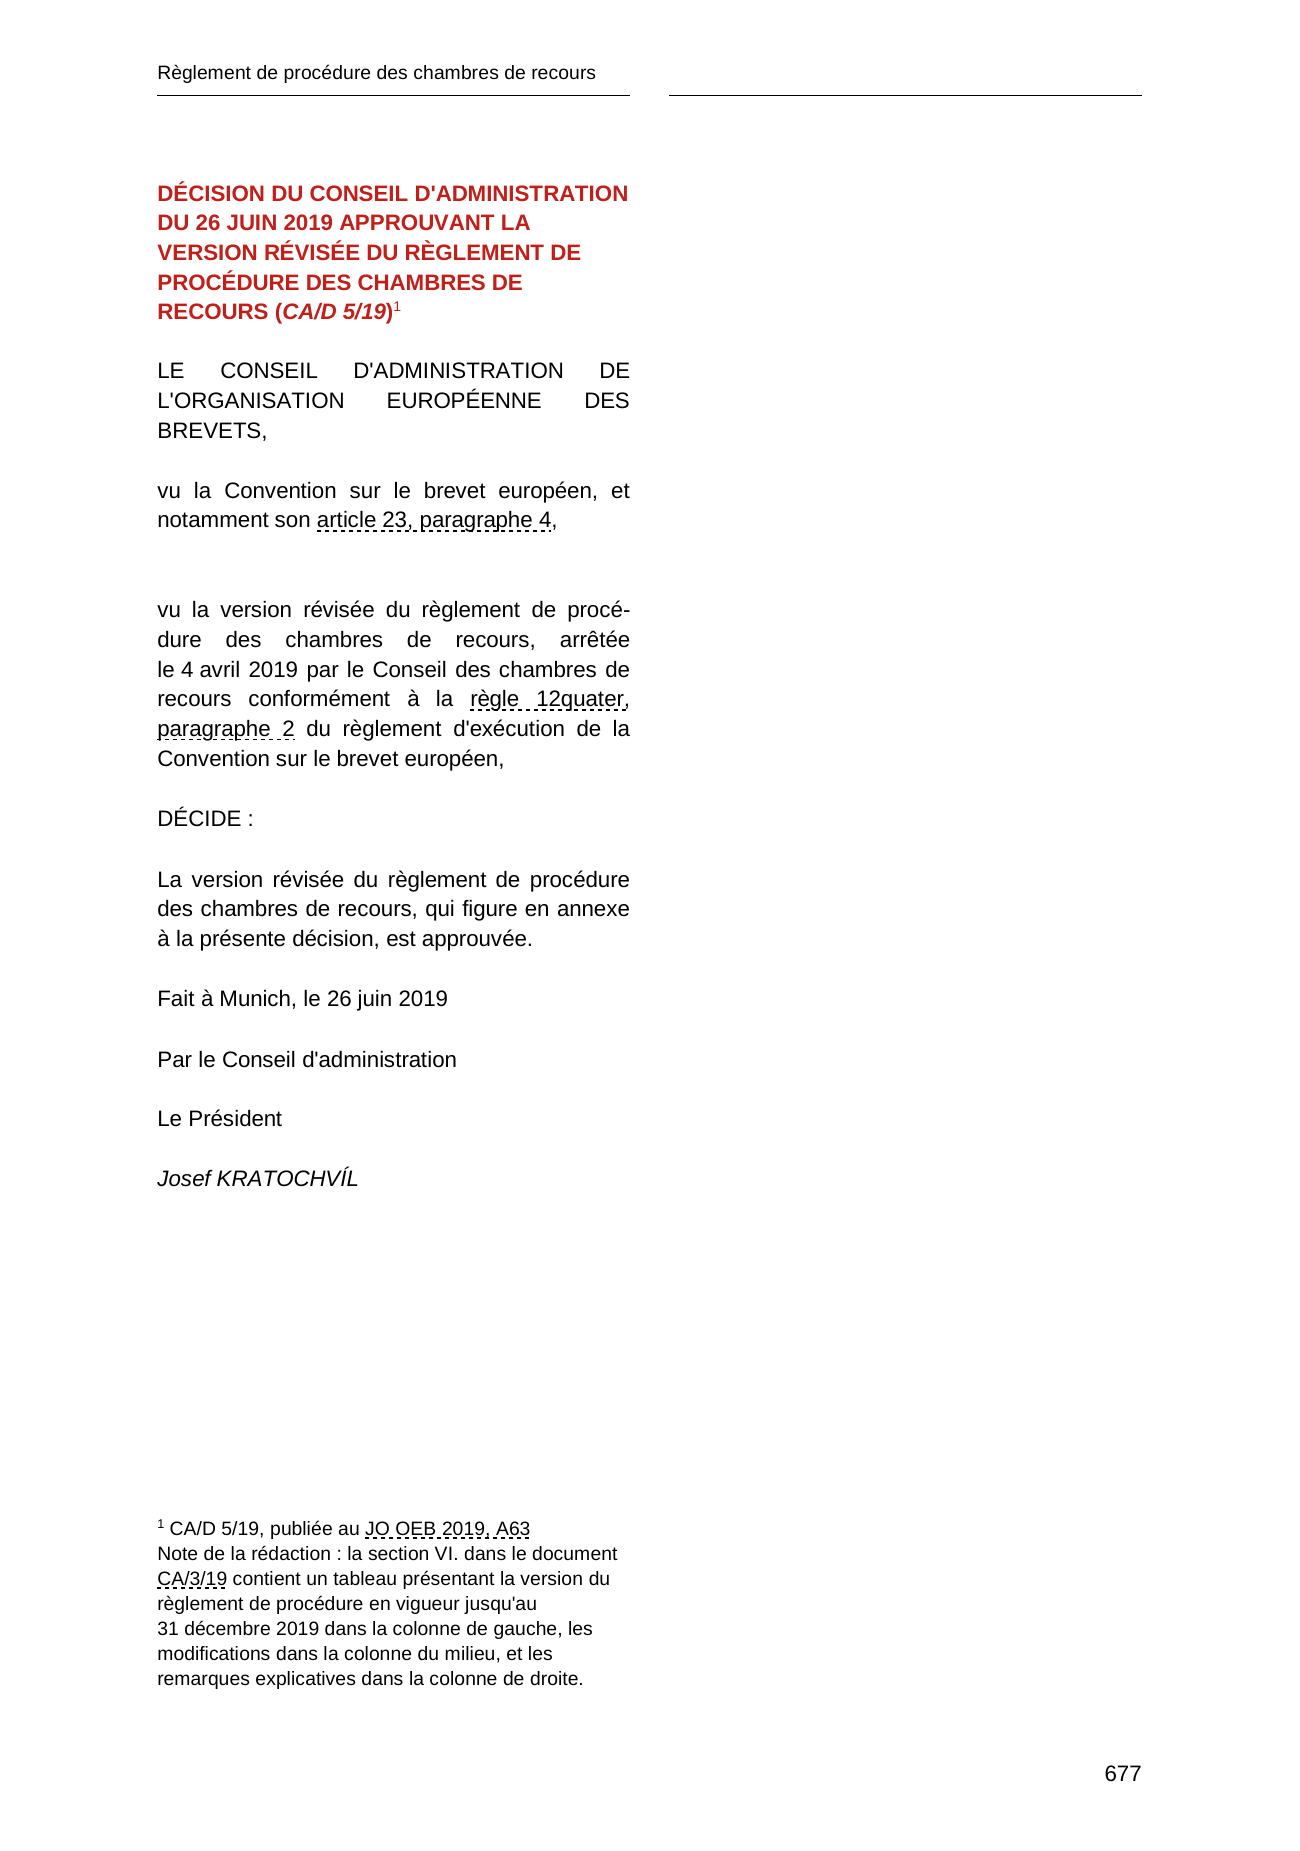 Règlement de procédure des chambres de recours
DÉCISION DU CONSEIL D'ADMINISTRATION
DU 26 JUIN 2019 APPROUVANT LA
VERSION RÉVISÉE DU RÈGLEMENT DE
PROCÉDURE DES CHAMBRES DE
RECOURS (CA/D 5/19)1
LE CONSEIL D'ADMINISTRATION DE
L'ORGANISATION EUROPÉENNE DES
BREVETS,
vu la Convention sur le brevet européen, et
notamment son article 23, paragraphe 4,
vu la version révisée du règlement de procé-
dure des chambres de recours, arrêtée
le 4 avril 2019 par le Conseil des chambres de
recours conformément à la règle 12quater,
paragraphe 2 du règlement d'exécution de la
Convention sur le brevet européen,
DÉCIDE :
La version révisée du règlement de procédure
des chambres de recours, qui figure en annexe
à la présente décision, est approuvée.
Fait à Munich, le 26 juin 2019
Par le Conseil d'administration
Le Président
Josef KRATOCHVÍL
1 CA/D 5/19, publiée au JO OEB 2019, A63
Note de la rédaction : la section VI. dans le document
CA/3/19 contient un tableau présentant la version du
règlement de procédure en vigueur jusqu'au
31 décembre 2019 dans la colonne de gauche, les
modifications dans la colonne du milieu, et les
remarques explicatives dans la colonne de droite.
677